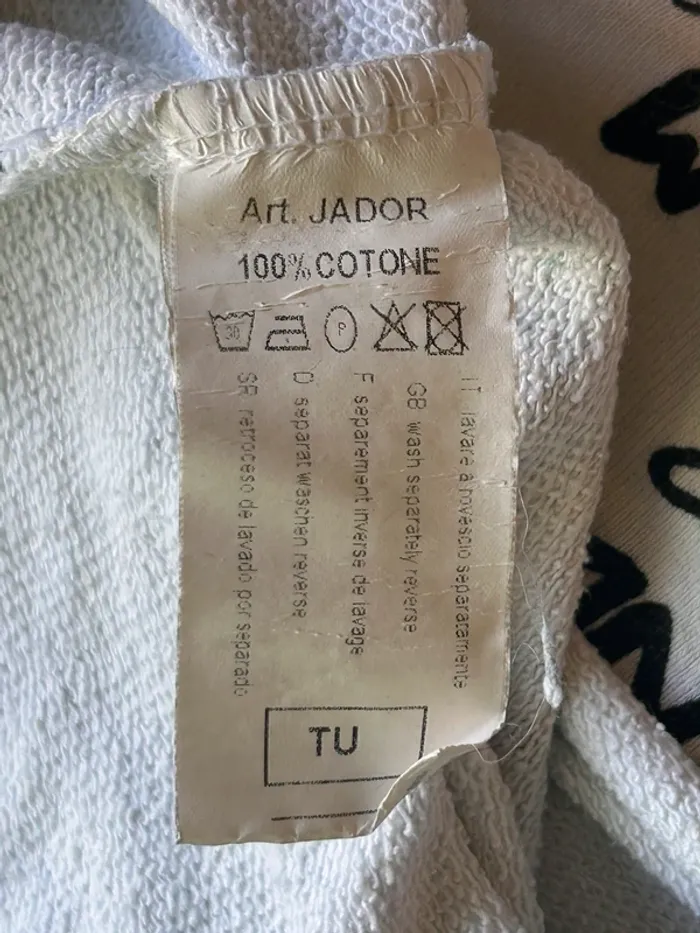 Art. JADOR
100% COTONE
30
P
IT lavare a rovescio separatamente
GB wash separately reverse
F separement inverse de lavage
D separat waschen reverse
SP retroceso de lavado por separado
TU